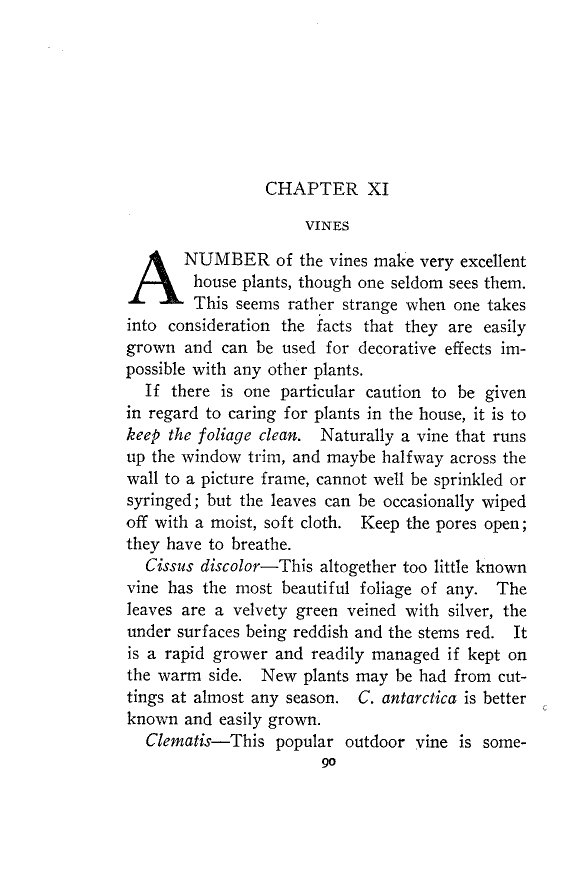 CHAPTER XI
VINES
A NUMBER of the vines make very excellent
house plants, though one seldom sees them.
This seems rather strange when one takes
into consideration the facts that they are easily
grown and can be used for decorative effects im-
possible with any other plants.
If there is one particular caution to be given
in regard to caring for plants in the house, it is to
keep the foliage clean. Naturally a vine that runs
up the window trim, and maybe halfway across the
wall to a picture frame, cannot well be sprinkled or
syringed; but the leaves can be occasionally wiped
off with a moist, soft cloth. Keep the pores open;
they have to breathe.
Cissus discolor—This altogether too little known
vine has the most beautiful foliage of any. The
leaves are a velvety green veined with silver, the
under surfaces being reddish and the stems red. It
is a rapid grower and readily managed if kept on
the warm side. New plants may be had from cut-
tings at almost any season. C. antarctica is better
known and easily grown.
Clematis—This popular outdoor vine is some-
90